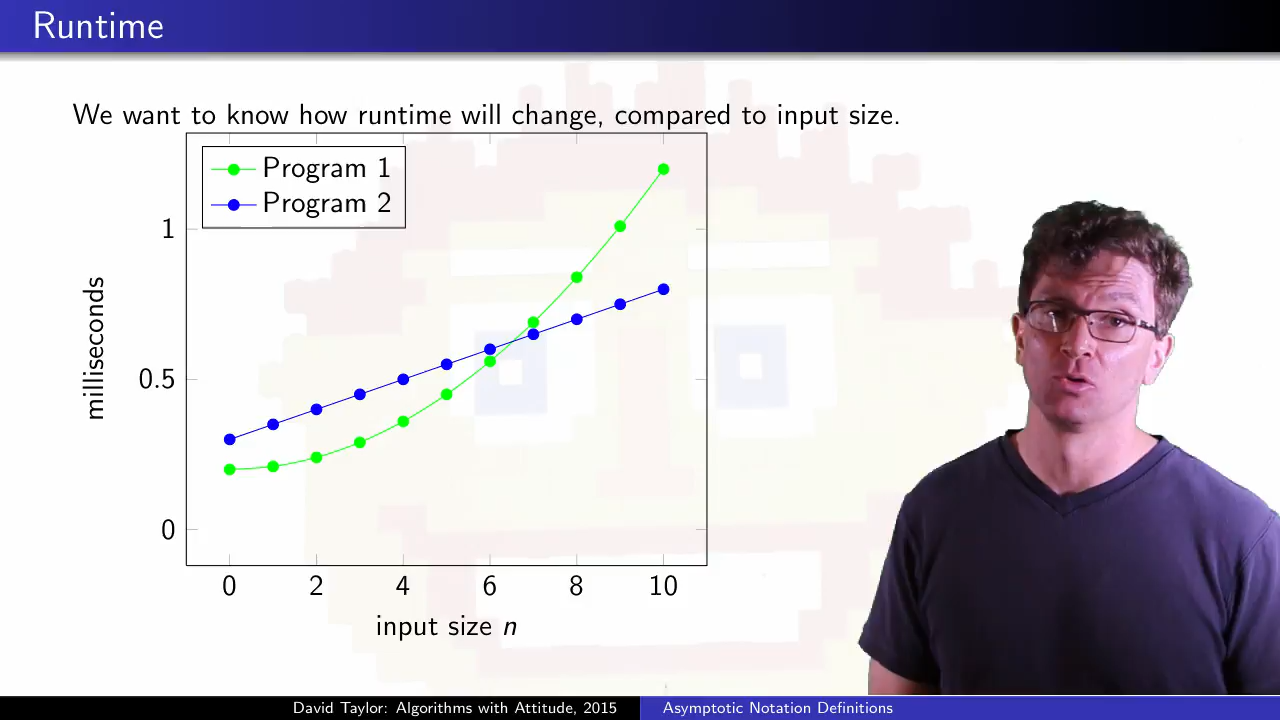 Runtime
We want to know how runtime will change, compared to input size.
Program 1
Program 2
1
0.5
0
milliseconds
0 2 4 6 8 10
input size n
David Taylor: Algorithms with Attitude, 2015 Asymptotic Notation Definitions